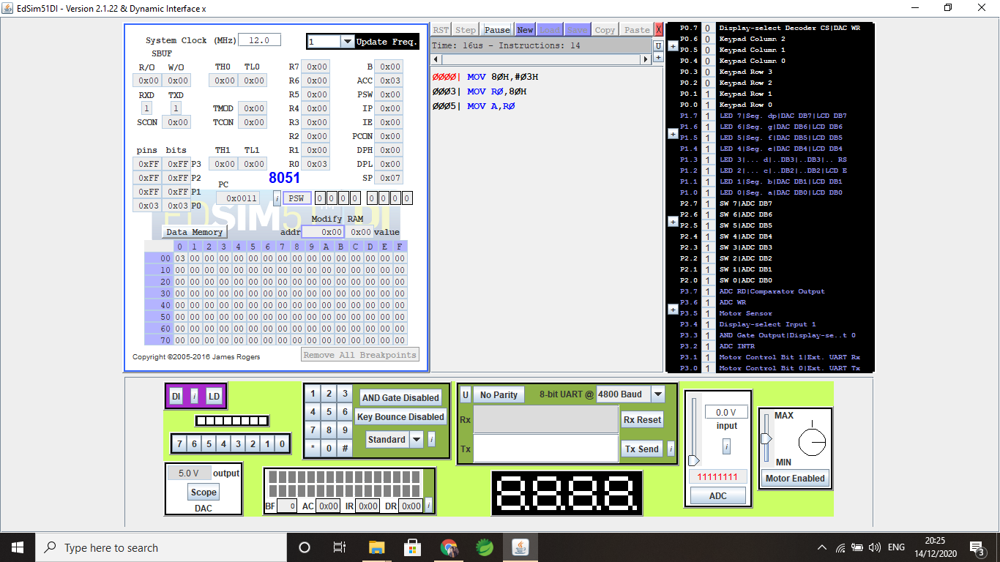 EdSim51DI - Version 2.1.22 & Dynamic Interface x
System Clock (MHz) 12.0 1 Update Freq.
SBUF
R/O W/O TH0 TL0 R7 0x00 B 0x00
0x00 0x00 0x00 0x00 R6 0x00 ACC 0x03
RXD TXD R5 0x00 PSW 0x00
1 1 TMOD 0x00 R4 0x00 IP 0x00
SCON 0x00 TCON 0x00 R3 0x00 IE 0x00
R2 0x00 PCON 0x00
pins bits TH1 TL1 R1 0x00 DPH 0x00
0xFF 0xFF P3 0x00 0x00 R0 0x03 DPL 0x00
0xFF 0xFF P2 8051 SP 0x07
0xFF 0xFF P1 PC
0x03 0x03 P0 0x0011 i PSW 0 0 0 0 0 0 0 0
EDSIM51 DI TM
Modify RAM
Data Memory addr 0x00 0x00 value
0 1 2 3 4 5 6 7 8 9 A B C D E F
00 03 00 00 00 00 00 00 00 00 00 00 00 00 00 00 00
10 00 00 00 00 00 00 00 00 00 00 00 00 00 00 00 00
20 00 00 00 00 00 00 00 00 00 00 00 00 00 00 00 00
30 00 00 00 00 00 00 00 00 00 00 00 00 00 00 00 00
40 00 00 00 00 00 00 00 00 00 00 00 00 00 00 00 00
50 00 00 00 00 00 00 00 00 00 00 00 00 00 00 00 00
60 00 00 00 00 00 00 00 00 00 00 00 00 00 00 00 00
70 00 00 00 00 00 00 00 00 00 00 00 00 00 00 00 00
Copyright ©2005-2016 James Rogers Remove All Breakpoints
RST Step Pause New Load Save Copy Paste X
Time: 16us - Instructions: 14 U
+
0000| MOV 80H,#03H
0003| MOV R0,80H
0005| MOV A,R0
P0.7 0 Display-select Decoder CS|DAC WR
P0.6 0 Keypad Column 2
+ P0.5 0 Keypad Column 1
P0.4 0 Keypad Column 0
P0.3 0 Keypad Row 3
P0.2 0 Keypad Row 2
P0.1 1 Keypad Row 1
P0.0 1 Keypad Row 0
P1.7 1 LED 7|Seg. dp|DAC DB7|LCD DB7
P1.6 1 LED 6|Seg. g|DAC DB6|LCD DB6
+ P1.5 1 LED 5|Seg. f|DAC DB5|LCD DB5
P1.4 1 LED 4|Seg. e|DAC DB4|LCD DB4
P1.3 1 LED 3|... d|..DB3|..DB3|.. RS
P1.2 1 LED 2|... c|..DB2|..DB2|LCD E
P1.1 1 LED 1|Seg. b|DAC DB1|LCD DB1
P1.0 1 LED 0|Seg. a|DAC DB0|LCD DB0
P2.7 1 SW 7|ADC DB7
P2.6 1 SW 6|ADC DB6
+ P2.5 1 SW 5|ADC DB5
P2.4 1 SW 4|ADC DB4
P2.3 1 SW 3|ADC DB3
P2.2 1 SW 2|ADC DB2
P2.1 1 SW 1|ADC DB1
P2.0 1 SW 0|ADC DB0
P3.7 1 ADC RD|Comparator Output
P3.6 1 ADC WR
+ P3.5 1 Motor Sensor
P3.4 1 Display-select Input 1
P3.3 1 AND Gate Output|Display-se..t 0
P3.2 1 ADC INTR
P3.1 1 Motor Control Bit 1|Ext. UART Rx
P3.0 1 Motor Control Bit 0|Ext. UART Tx
DI i LD
7 6 5 4 3 2 1 0
5.0 V output
Scope
DAC
1 2 3 AND Gate Disabled
4 5 6 Key Bounce Disabled
7 8 9 Standard i
* 0 #
BF 0 AC 0x00 IR 0x00 DR 0x00 i
U No Parity 8-bit UART @ 4800 Baud
Rx Rx Reset
Tx Tx Send i
8.8.8.8.
0.0 V
input
i
11111111
ADC
MAX
MIN
Motor Enabled
Type here to search
ENG
20:25
14/12/2020
3